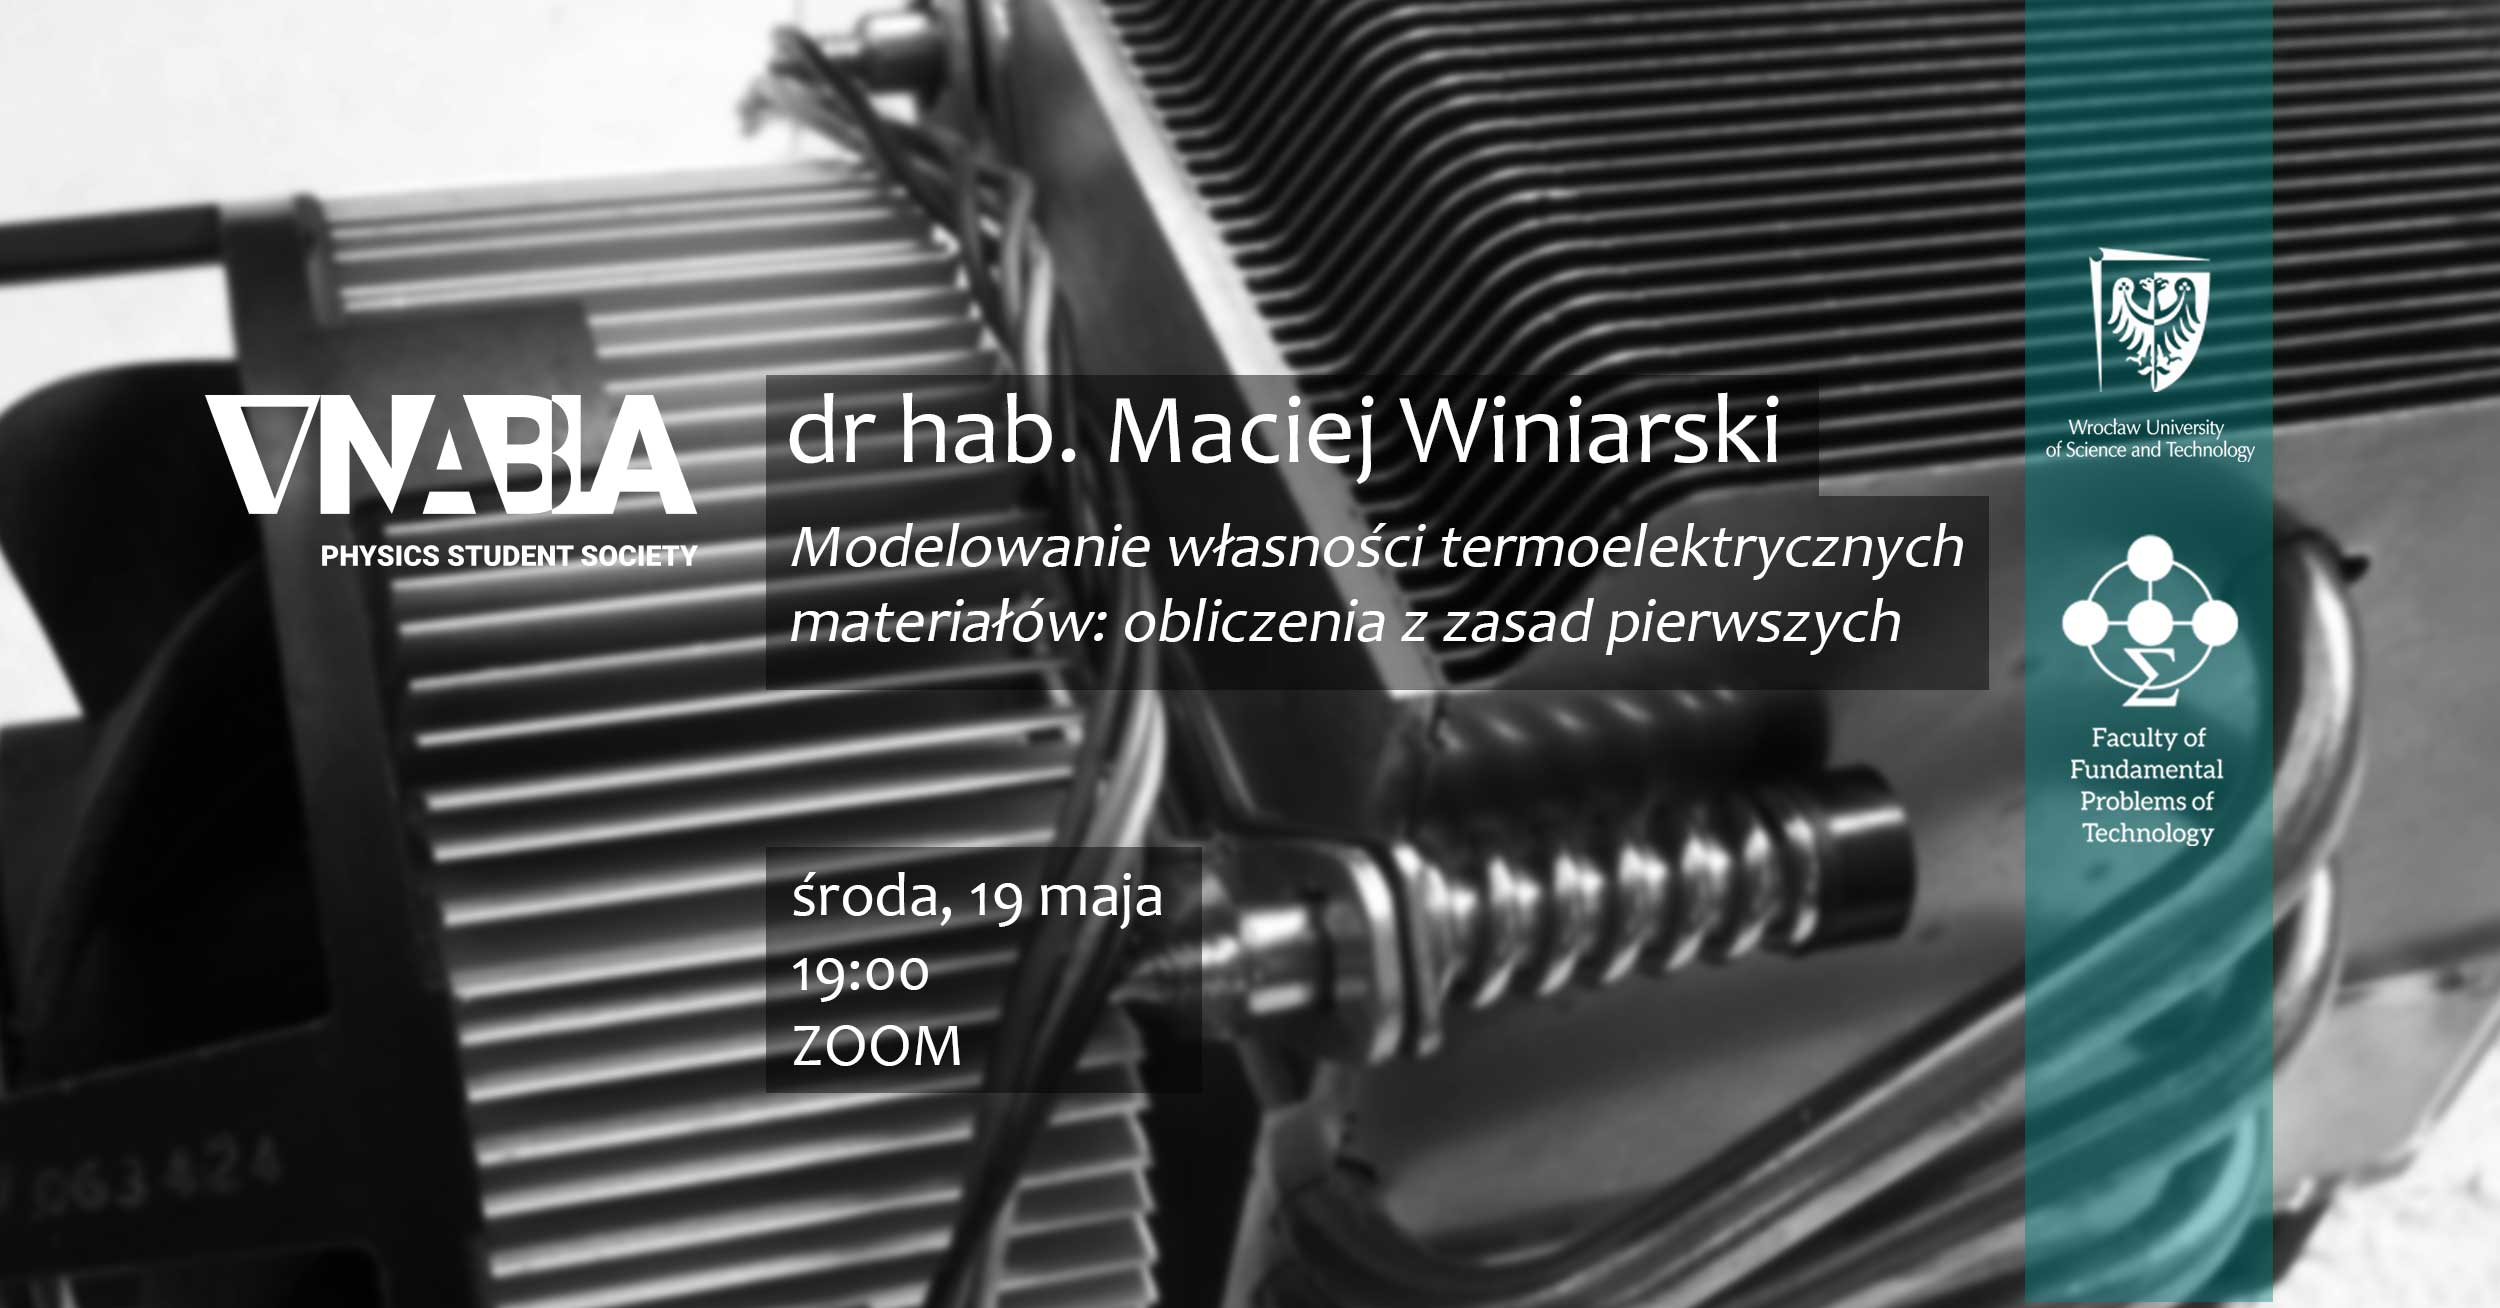 ∇NABLA
PHYSICS STUDENT SOCIETY
dr hab. Maciej Winiarski
Modelowanie własności termoelektrycznych
materiałów: obliczenia z zasad pierwszych
środa, 19 maja
19:00
ZOOM
Wrocław University
of Science and Technology
Σ
Faculty of
Fundamental
Problems of
Technology
063424